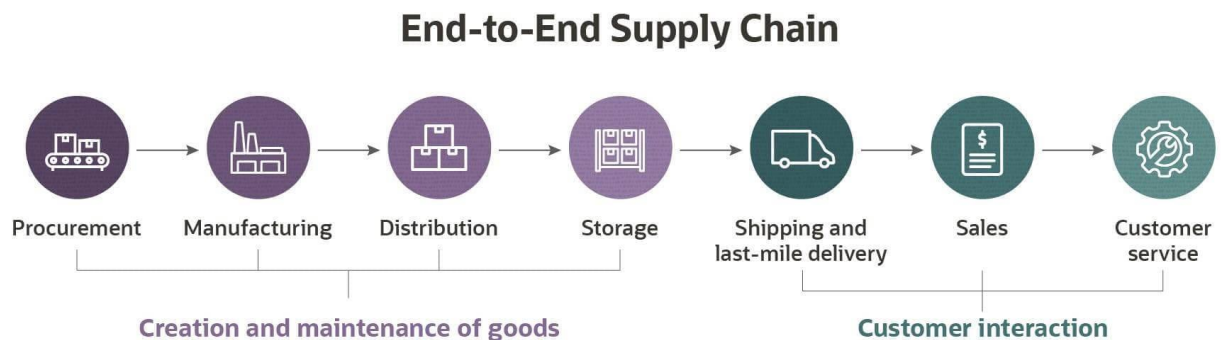 End-to-End Supply Chain
$
Procurement
Manufacturing
Distribution
Storage
Shipping and
last-mile delivery
Sales
Customer
service
Creation and maintenance of goods
Customer interaction